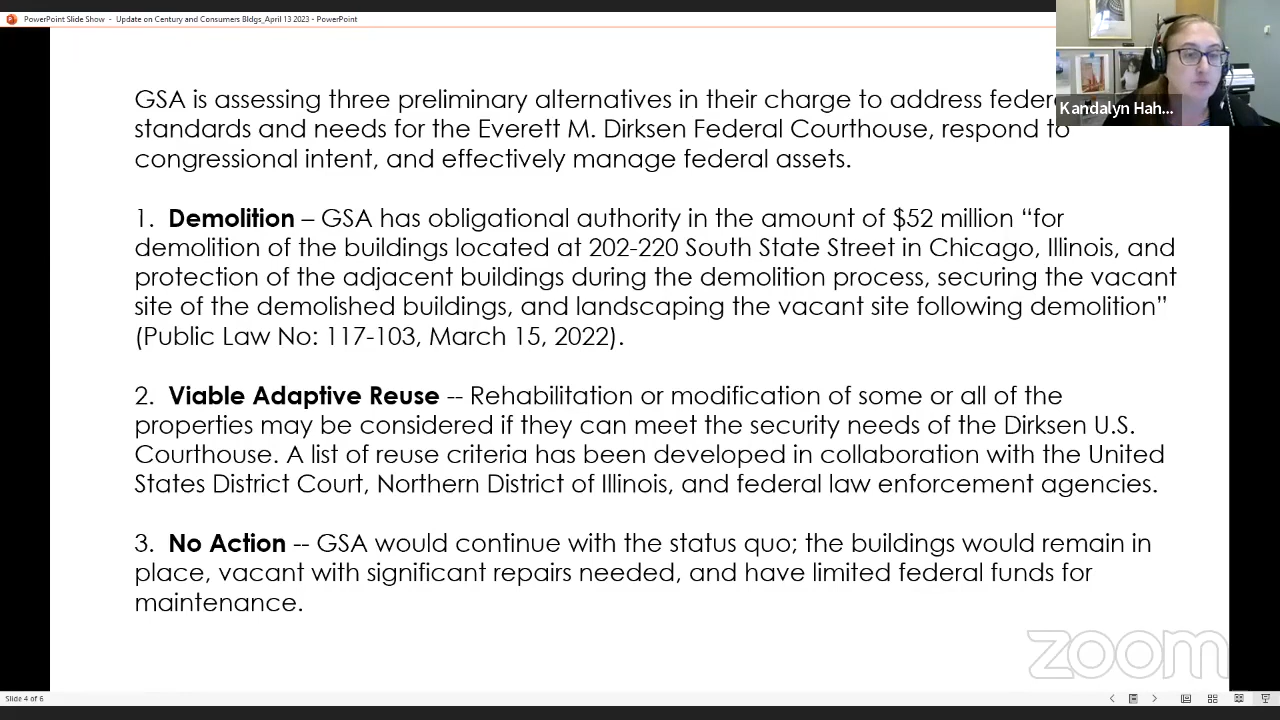 PowerPoint Slide Show - Update on Century and Consumers Bldgs_April 13 2023 - PowerPoint
Kandalyn Hah...
GSA is assessing three preliminary alternatives in their charge to address feder
standards and needs for the Everett M. Dirksen Federal Courthouse, respond to
congressional intent, and effectively manage federal assets.
1. Demolition – GSA has obligational authority in the amount of $52 million “for
demolition of the buildings located at 202-220 South State Street in Chicago, Illinois, and
protection of the adjacent buildings during the demolition process, securing the vacant
site of the demolished buildings, and landscaping the vacant site following demolition”
(Public Law No: 117-103, March 15, 2022).
2. Viable Adaptive Reuse -- Rehabilitation or modification of some or all of the
properties may be considered if they can meet the security needs of the Dirksen U.S.
Courthouse. A list of reuse criteria has been developed in collaboration with the United
States District Court, Northern District of Illinois, and federal law enforcement agencies.
3. No Action -- GSA would continue with the status quo; the buildings would remain in
place, vacant with significant repairs needed, and have limited federal funds for
maintenance.
zoom
Slide 4 of 6